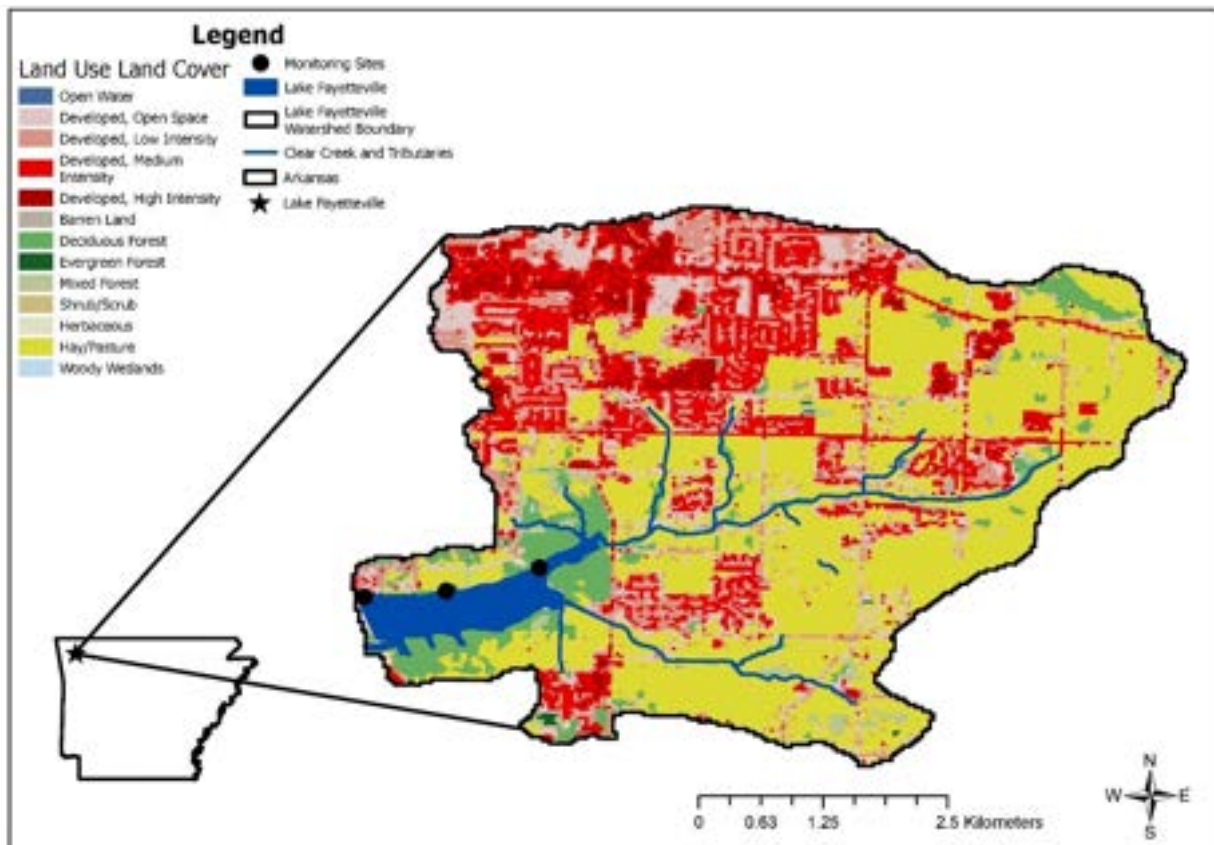 Legend
Land Use Land Cover
Open Water
Developed, Open Space
Developed, Low Intensity
Developed, Medium
Intensity
Developed, High Intensity
Barren Land
Deciduous Forest
Evergreen Forest
Mixed Forest
Shrub/Scrub
Herbaceous
Hay/Pasture
Woody Wetlands
Monitoring Sites
Lake Fayetteville
Lake Fayetteville
Watershed Boundary
Clear Creek and Tributaries
Arkansas
Lake Fayetteville
0 0.63 1.25 2.5 Kilometers
N
W E
S